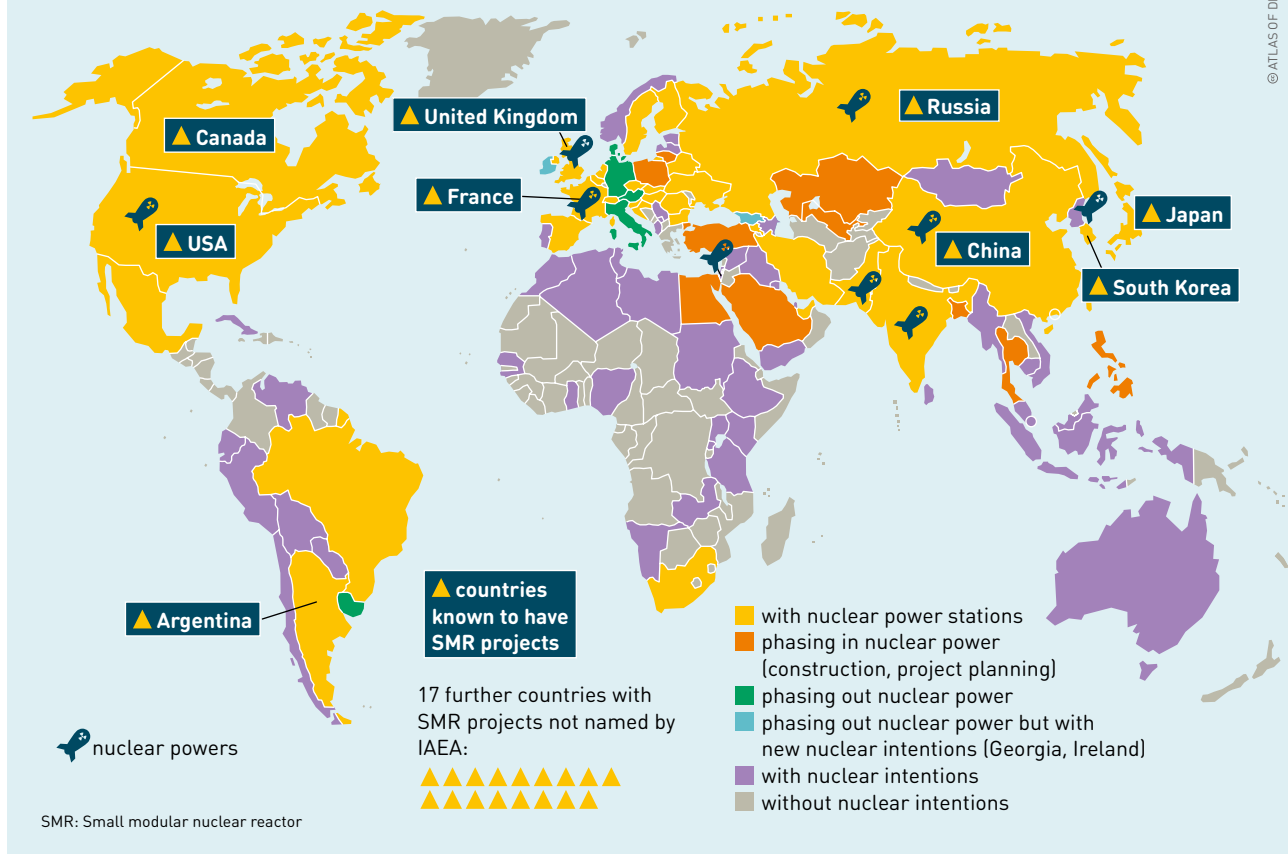 © ATLAS OF
Russia
United Kingdom
Canada
France
Japan
USA
China
South Korea
Argentina
countries
known to have
SMR projects
17 further countries with
SMR projects not named by
IAEA:
with nuclear power stations
phasing in nuclear power
(construction, project planning)
phasing out nuclear power
phasing out nuclear power but with
new nuclear intentions (Georgia, Ireland)
with nuclear intentions
without nuclear intentions
nuclear powers
SMR: Small modular nuclear reactor